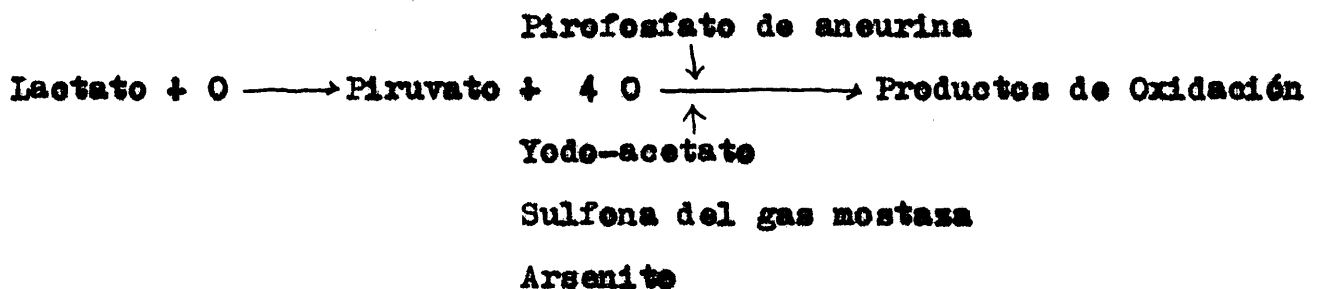 Pirofosfato de aneurina
Lactato + O ⟶ Piruvato + 4 O ⟶ Productos de Oxidación
Yodo-acetato
Sulfona del gas mostaza
Arsenito